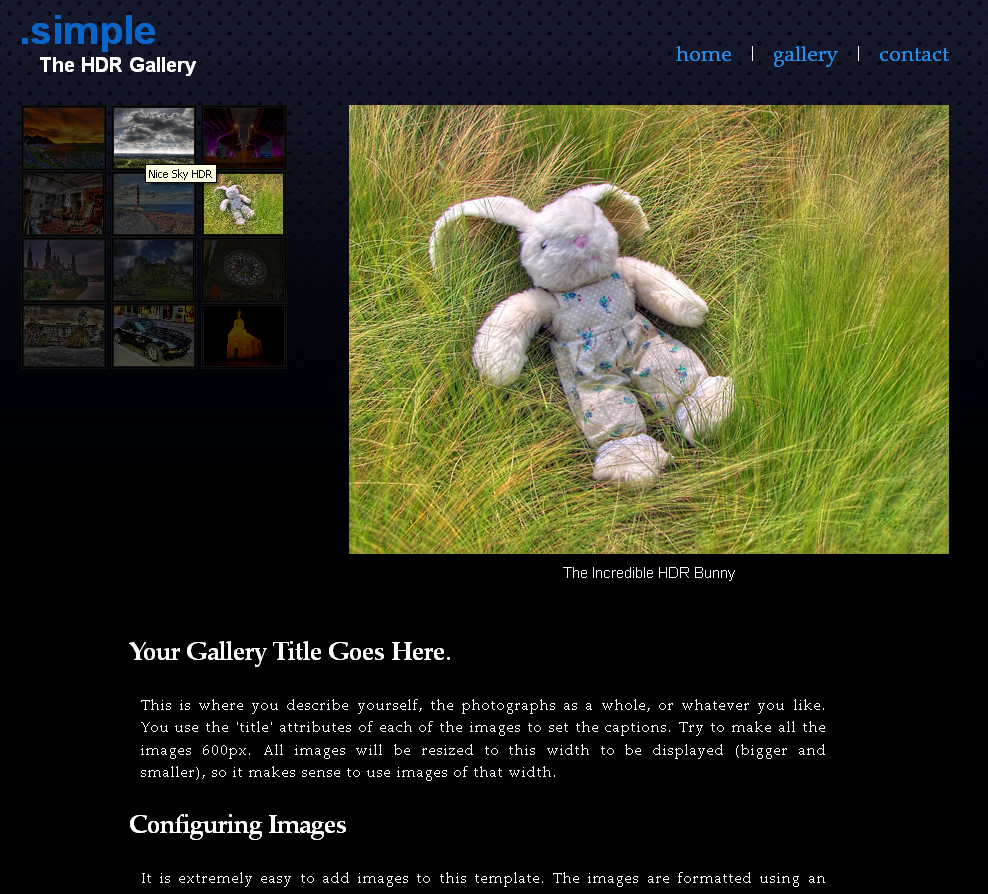 .simple
The HDR Gallery
home | gallery | contact
Nice Sky HDR
The Incredible HDR Bunny
Your Gallery Title Goes Here.
This is where you describe yourself, the photographs as a whole, or whatever you like.
You use the 'title' attributes of each of the images to set the captions. Try to make all the
images 600px. All images will be resized to this width to be displayed (bigger and
smaller), so it makes sense to use images of that width.
Configuring Images
It is extremely easy to add images to this template. The images are formatted using an